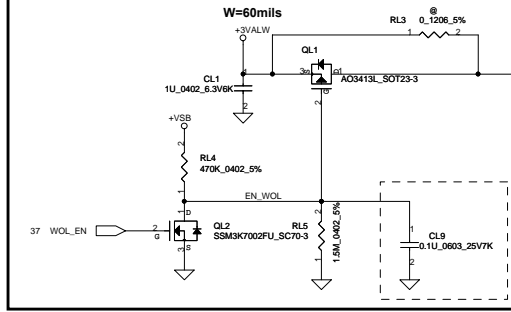 W=60mils
@
RL3 0_1206_5%
1 2
+3VALW
QL1
3 S D 1
G
2
AO3413L_SOT23-3
CL1
1U_0402_6.3V6K
1
2
+VSB
2
RL4
470K_0402_5%
1
EN_WOL
37 WOL_EN
1
D
2
G
S
3
QL2
SSM3K7002FU_SC70-3
RL5
1.5M_0402_5%
2
1
1
CL9
0.1U_0603_25V7K
2